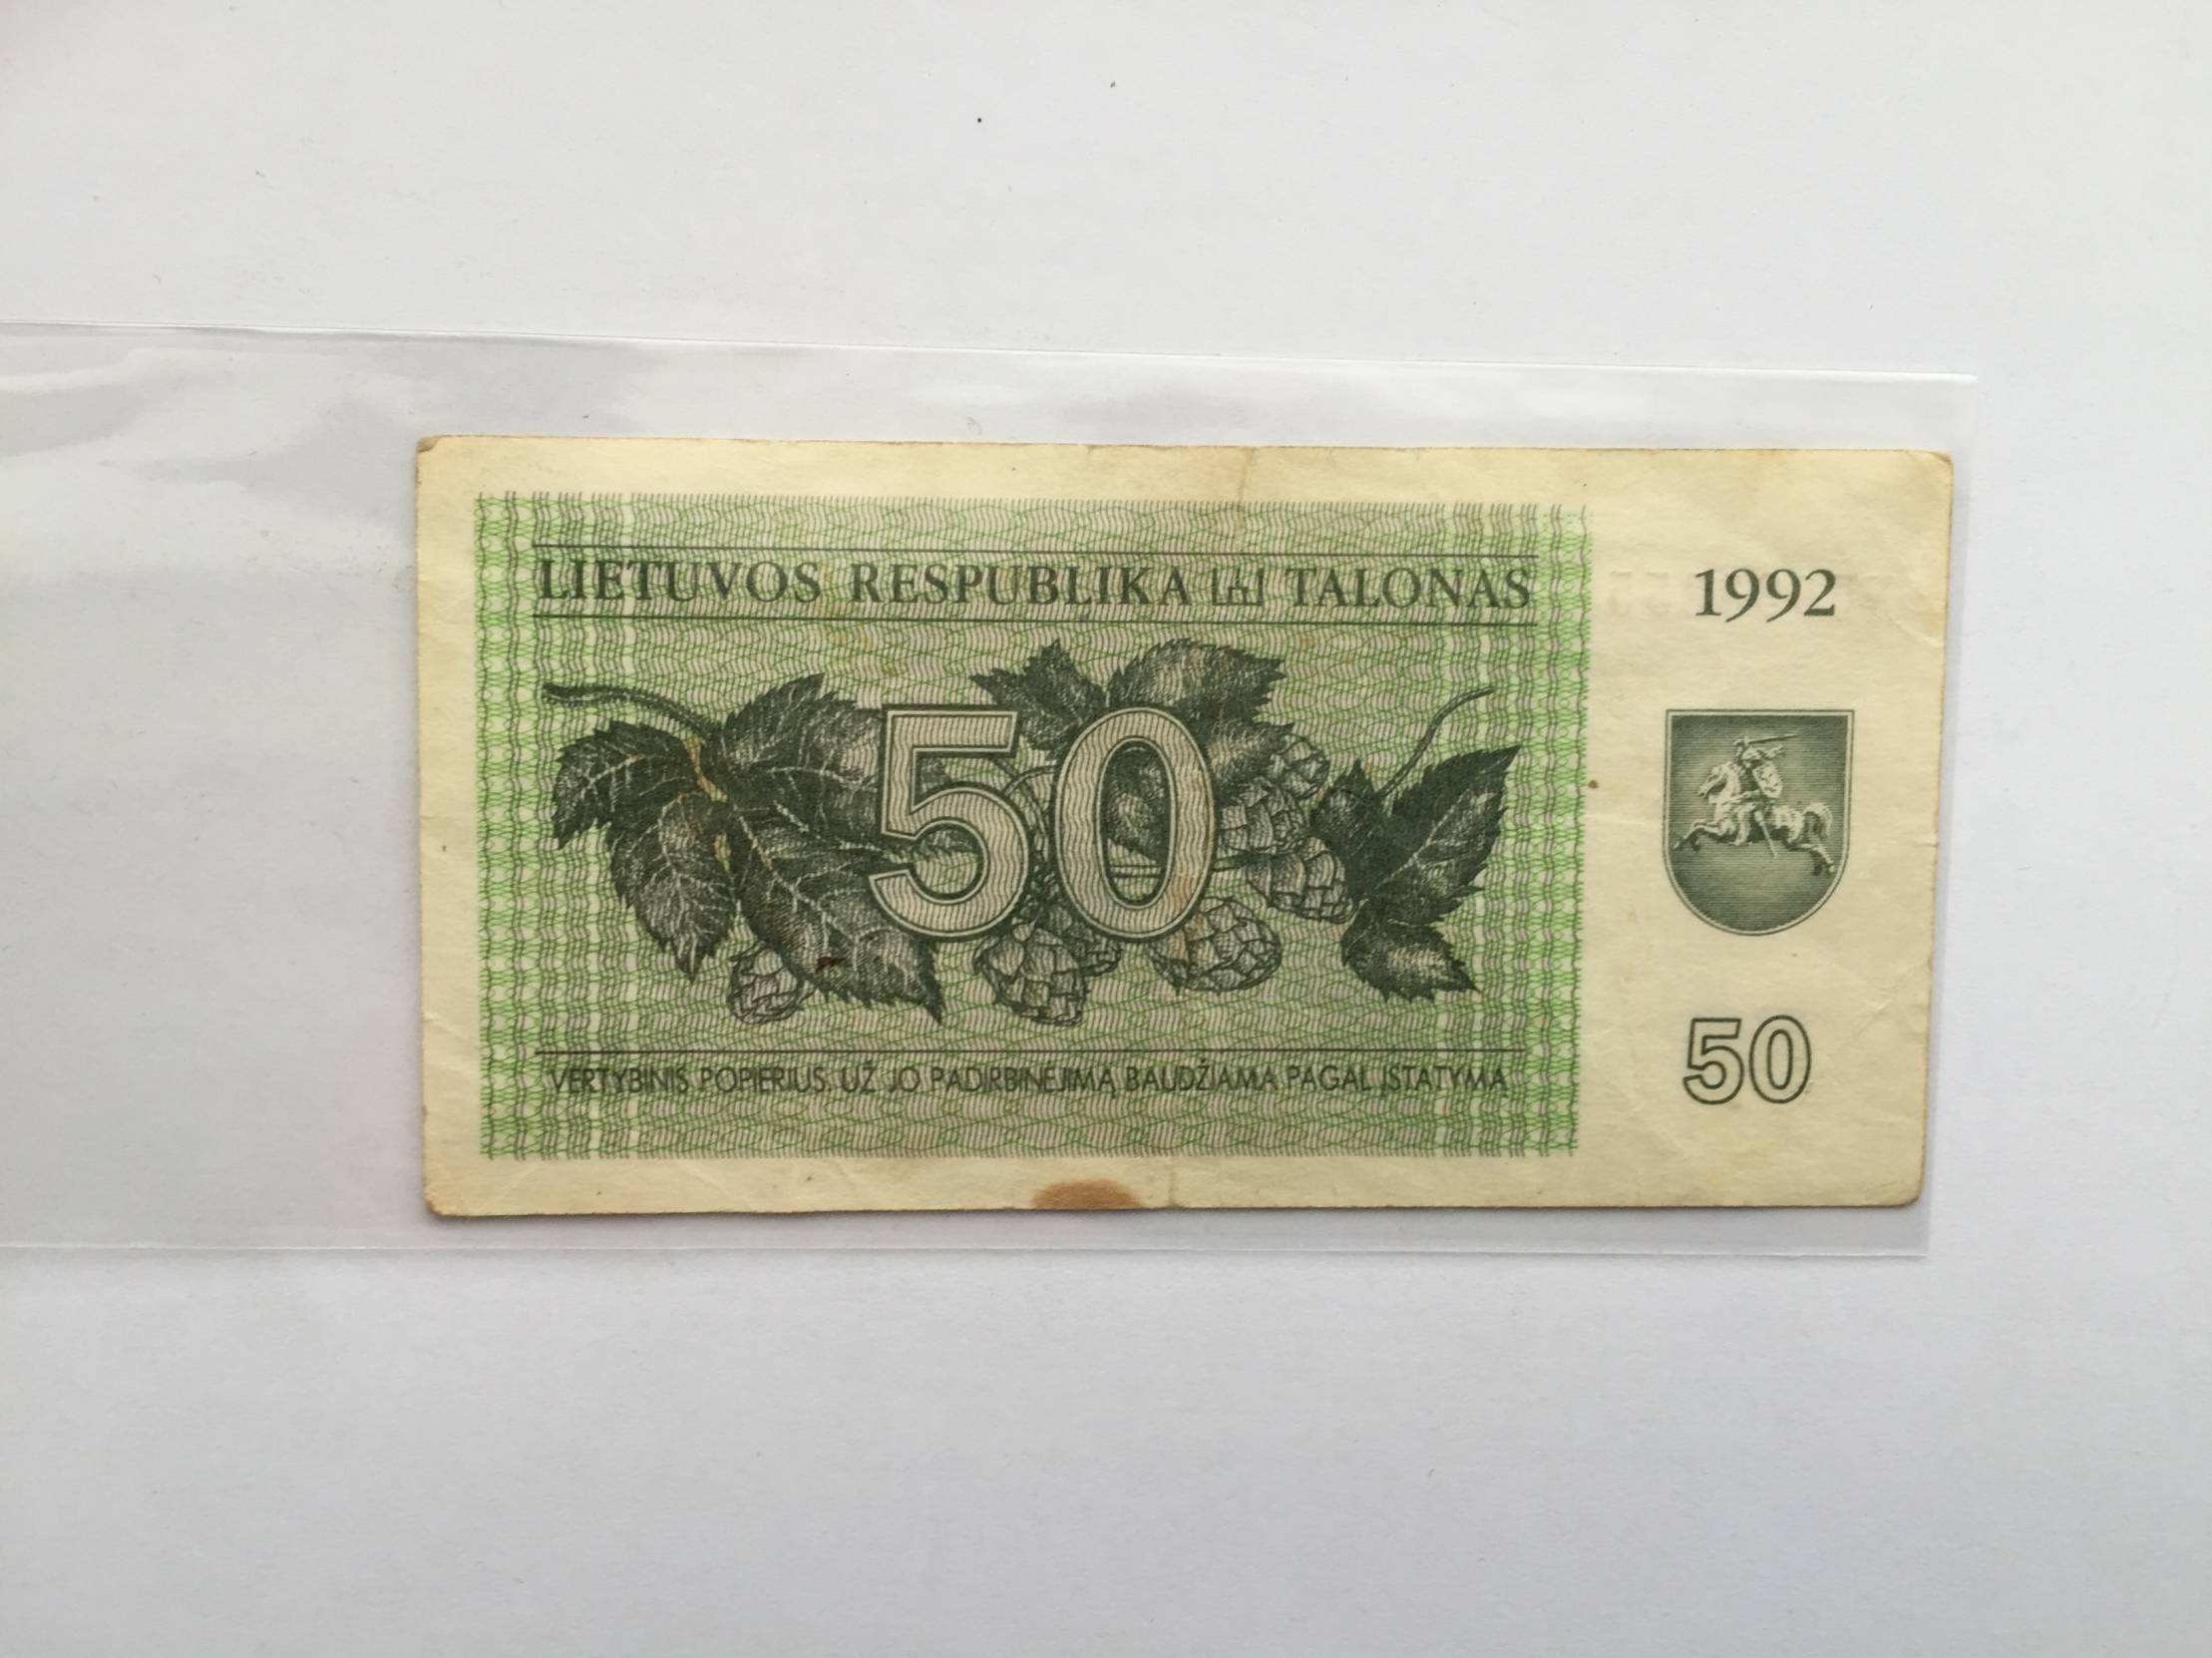 LIETUVOS RESPUBLIKA TALONAS
1992
50
VERTYBINIS POPIERIUS. UŽ JO PADIRBINĖJIMĄ BAUDŽIAMA PAGAL ĮSTATYMĄ
50